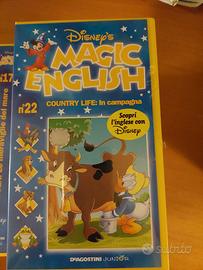 DISNEY'S
MAGIC
ENGLISH
n°22
COUNTRY LIFE: In campagna
Scopri
l'inglese con
Disney
n°17
DeAGOSTINI JUNIOR
subito